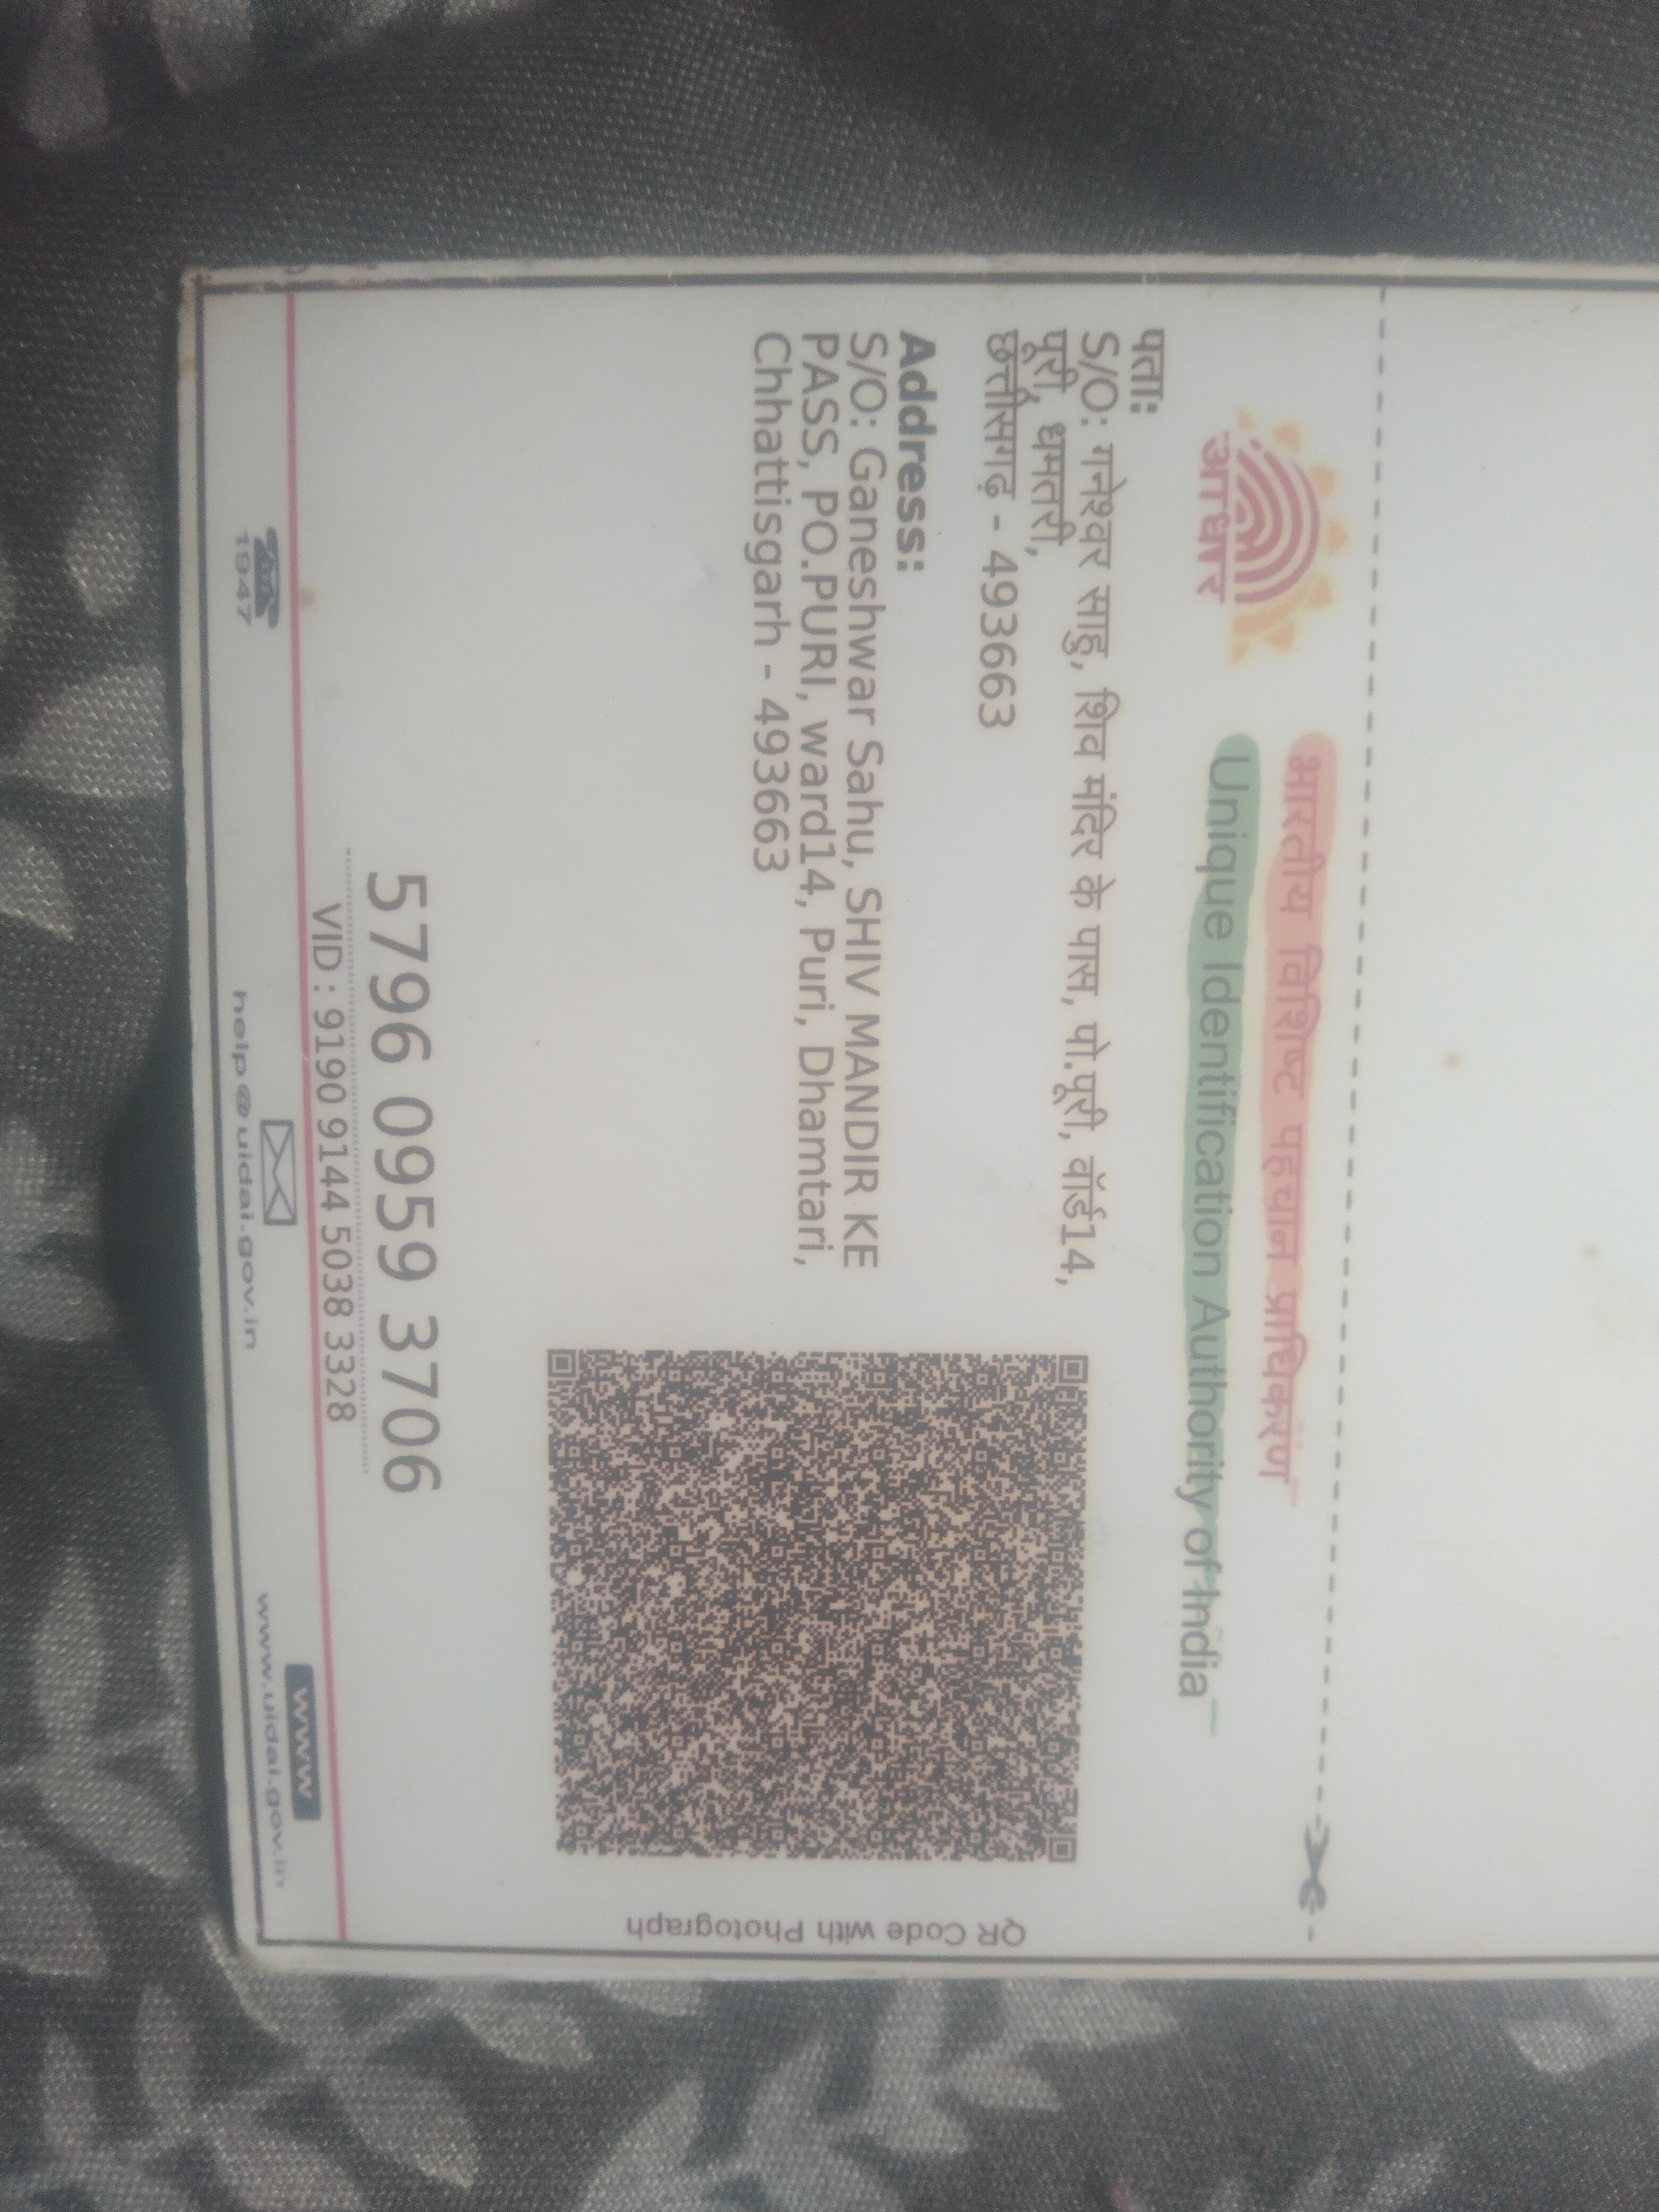 भारतीय विशिष्ट पहचान प्राधिकरण
Unique Identification Authority of India
आधार
पता:
S/O: गनेश्वर साहु, शिव मंदिर के पास, पो.पूरी, वॉर्ड14,
पूरी, धमतरी,
छत्तीसगढ़ - 493663
Address:
S/O: Ganeshwar Sahu, SHIV MANDIR KE
PASS, PO.PURI, ward14, Puri, Dhamtari,
Chhattisgarh - 493663
QR Code with Photograph
5796 0959 3706
VID : 9190 9144 5038 3328
1947
help@uidai.gov.in
www
www.uidai.gov.in